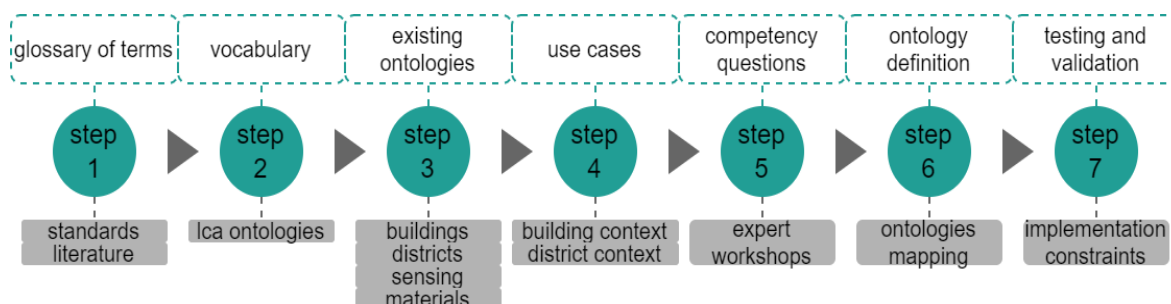 glossary of terms
vocabulary
existing
ontologies
use cases
competency
questions
ontology
definition
testing and
validation
step
1
step
2
step
3
step
4
step
5
step
6
step
7
standards
literature
lca ontologies
buildings
districts
sensing
materials
building context
district context
expert
workshops
ontologies
mapping
implementation
constraints